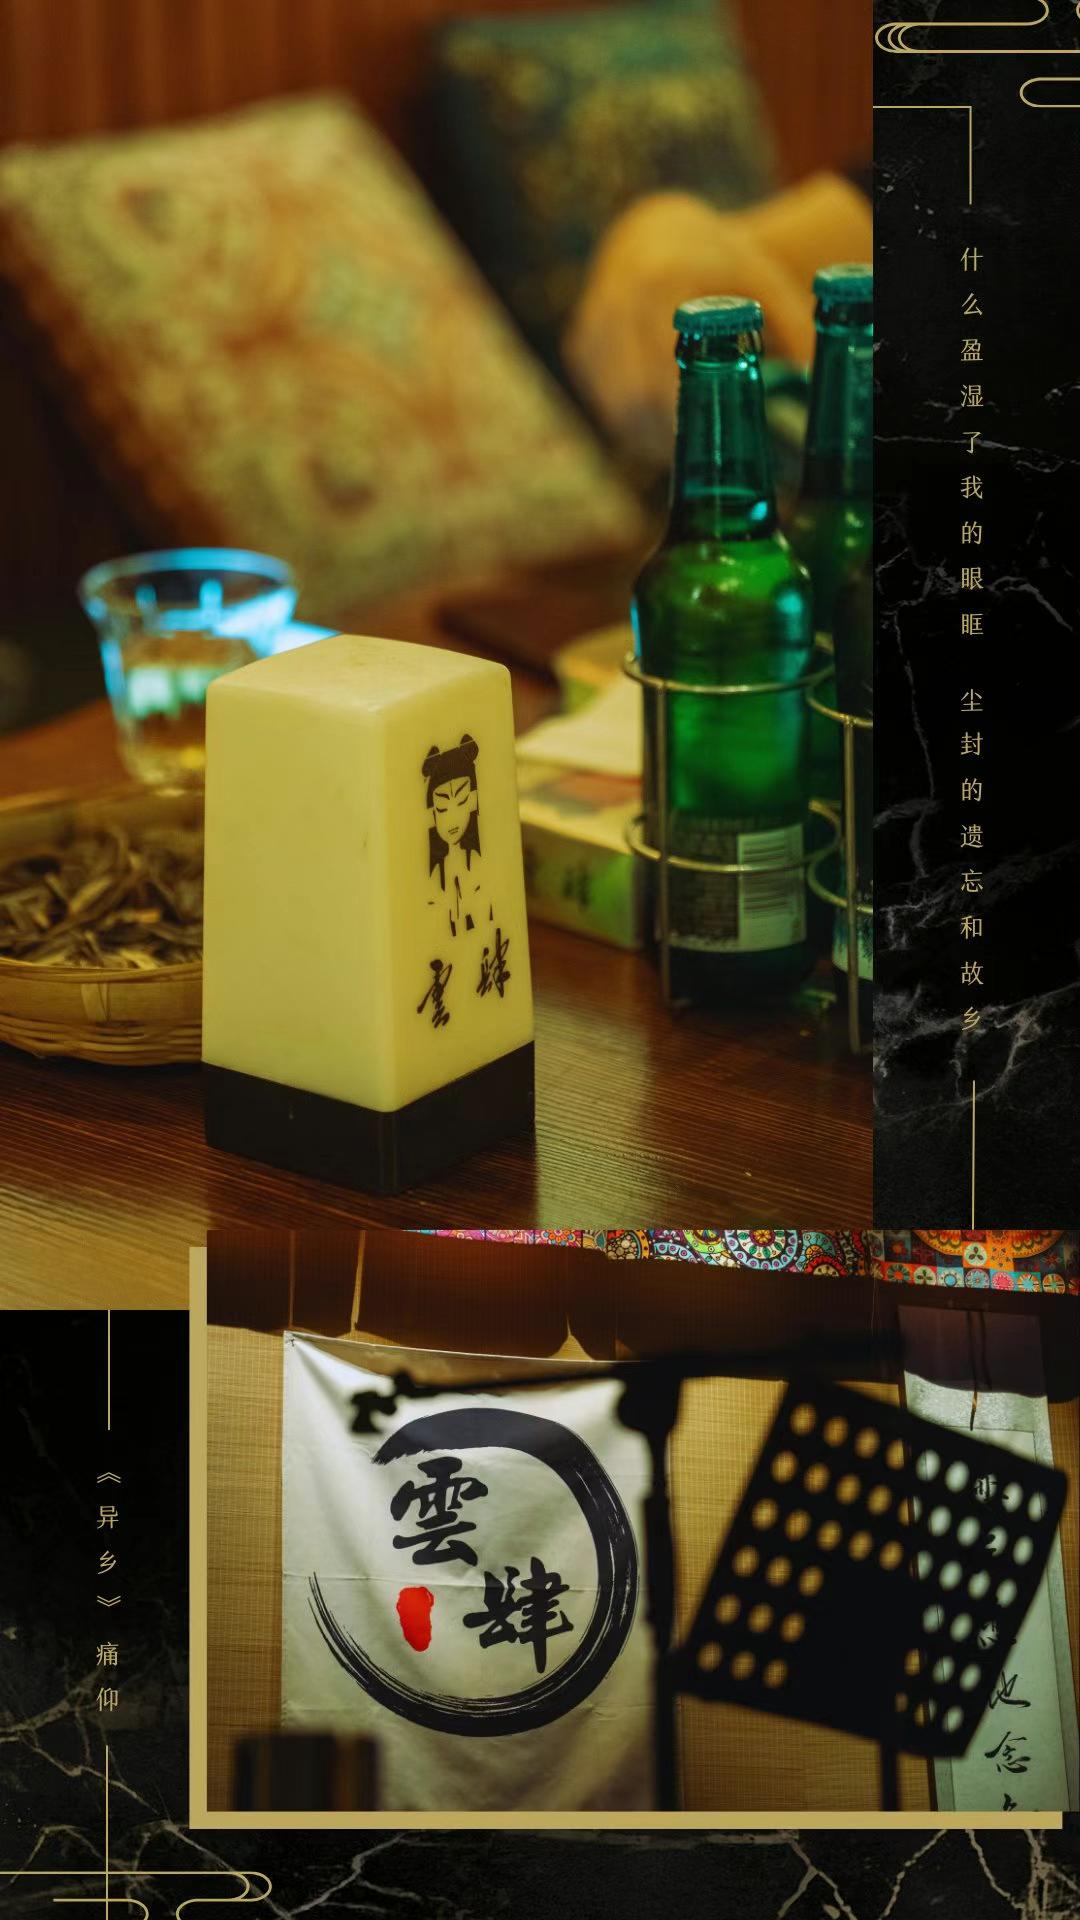 什么盈湿了我的眼眶
尘封的遗忘和故乡
雲肆
《异乡》痛仰
雲
肆
念